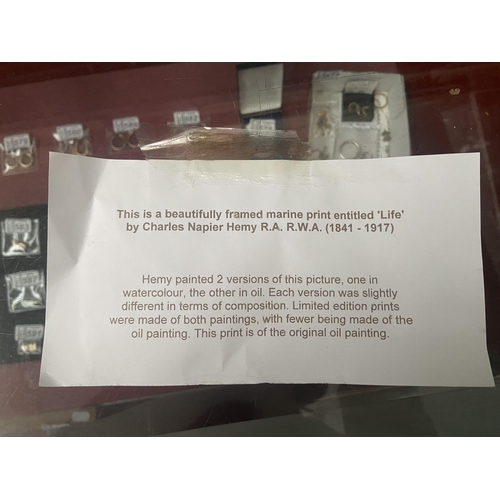 This is a beautifully framed marine print entitled 'Life'
by Charles Napier Hemy R.A. R.W.A. (1841 - 1917)
Hemy painted 2 versions of this picture, one in
watercolour, the other in oil. Each version was slightly
different in terms of composition. Limited edition prints
were made of both paintings, with fewer being made of the
oil painting. This print is of the original oil painting.